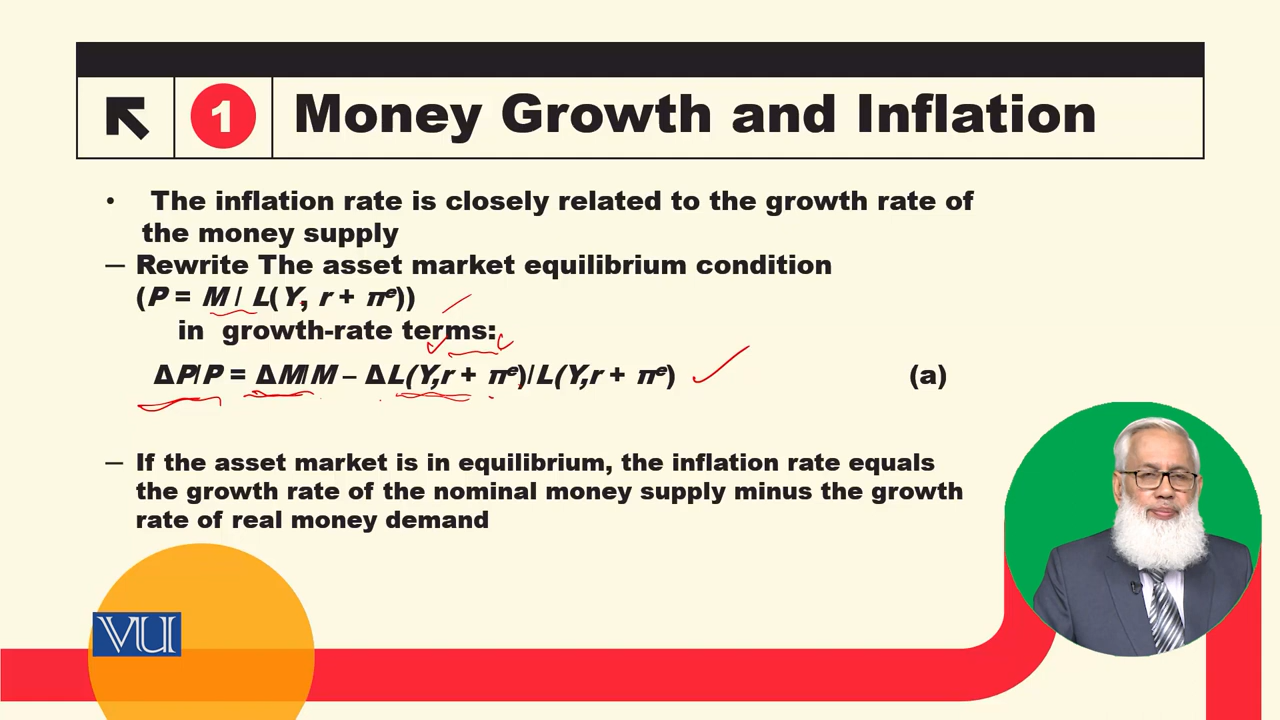 1 Money Growth and Inflation
• The inflation rate is closely related to the growth rate of
the money supply
— Rewrite The asset market equilibrium condition
(P = M / L(Y, r + πᵉ))
in growth-rate terms:
ΔP/P = ΔM/M – ΔL(Y,r + πᵉ)/L(Y,r + πᵉ) (a)
— If the asset market is in equilibrium, the inflation rate equals
the growth rate of the nominal money supply minus the growth
rate of real money demand
VU